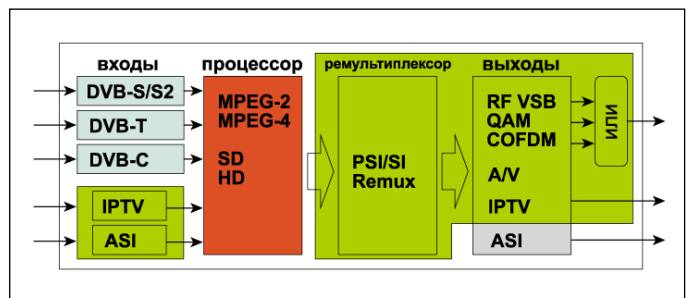 входы
процессор
ремультиплексор
выходы
DVB-S/S2
DVB-T
DVB-C
IPTV
ASI
MPEG-2
MPEG-4
SD
HD
PSI/SI
Remux
RF VSB
QAM
COFDM
A/V
IPTV
ASI
ИЛИ